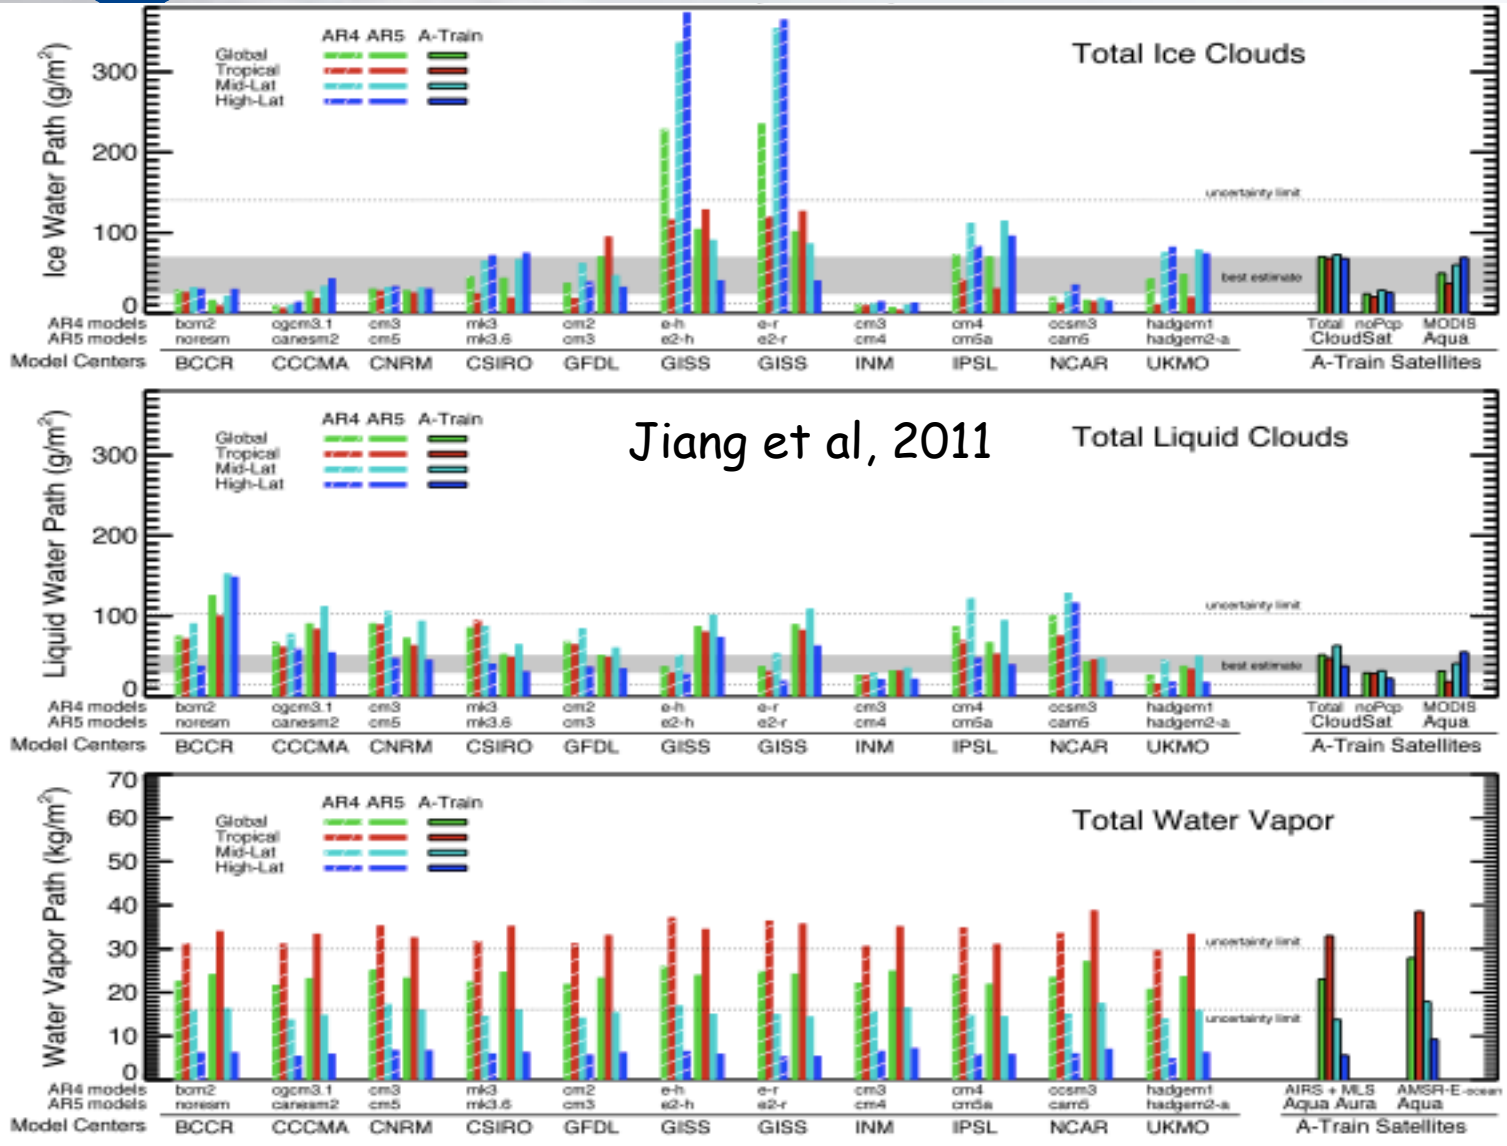 Total Ice Clouds
AR4 AR5 A-Train
Global
Tropical
Mid-Lat
High-Lat
Ice Water Path (g/m²)
300
200
100
0
uncertainty limit
best estimate
AR4 models bcm2 cgcm3.1 cm3 mk3 cm2 e-h e-r cm3 cm4 ccsm3 hadgem1 Total noPcp MODIS
AR5 models noresm canesm2 cm5 mk3.6 cm3 e2-h e2-r cm4 cm5a cam5 hadgem2-a CloudSat Aqua
Model Centers BCCR CCCMA CNRM CSIRO GFDL GISS GISS INM IPSL NCAR UKMO A-Train Satellites
Jiang et al, 2011
Total Liquid Clouds
AR4 AR5 A-Train
Global
Tropical
Mid-Lat
High-Lat
Liquid Water Path (g/m²)
300
200
100
0
uncertainty limit
best estimate
AR4 models bcm2 cgcm3.1 cm3 mk3 cm2 e-h e-r cm3 cm4 ccsm3 hadgem1 Total noPcp MODIS
AR5 models noresm canesm2 cm5 mk3.6 cm3 e2-h e2-r cm4 cm5a cam5 hadgem2-a CloudSat Aqua
Model Centers BCCR CCCMA CNRM CSIRO GFDL GISS GISS INM IPSL NCAR UKMO A-Train Satellites
Total Water Vapor
AR4 AR5 A-Train
Global
Tropical
Mid-Lat
High-Lat
Water Vapor Path (kg/m²)
70
60
50
40
30
20
10
0
uncertainty limit
uncertainty limit
AR4 models bcm2 cgcm3.1 cm3 mk3 cm2 e-h e-r cm3 cm4 ccsm3 hadgem1 AIRS + MLS AMSR-E-ocean
AR5 models noresm canesm2 cm5 mk3.6 cm3 e2-h e2-r cm4 cm5a cam5 hadgem2-a Aqua Aura Aqua
Model Centers BCCR CCCMA CNRM CSIRO GFDL GISS GISS INM IPSL NCAR UKMO A-Train Satellites